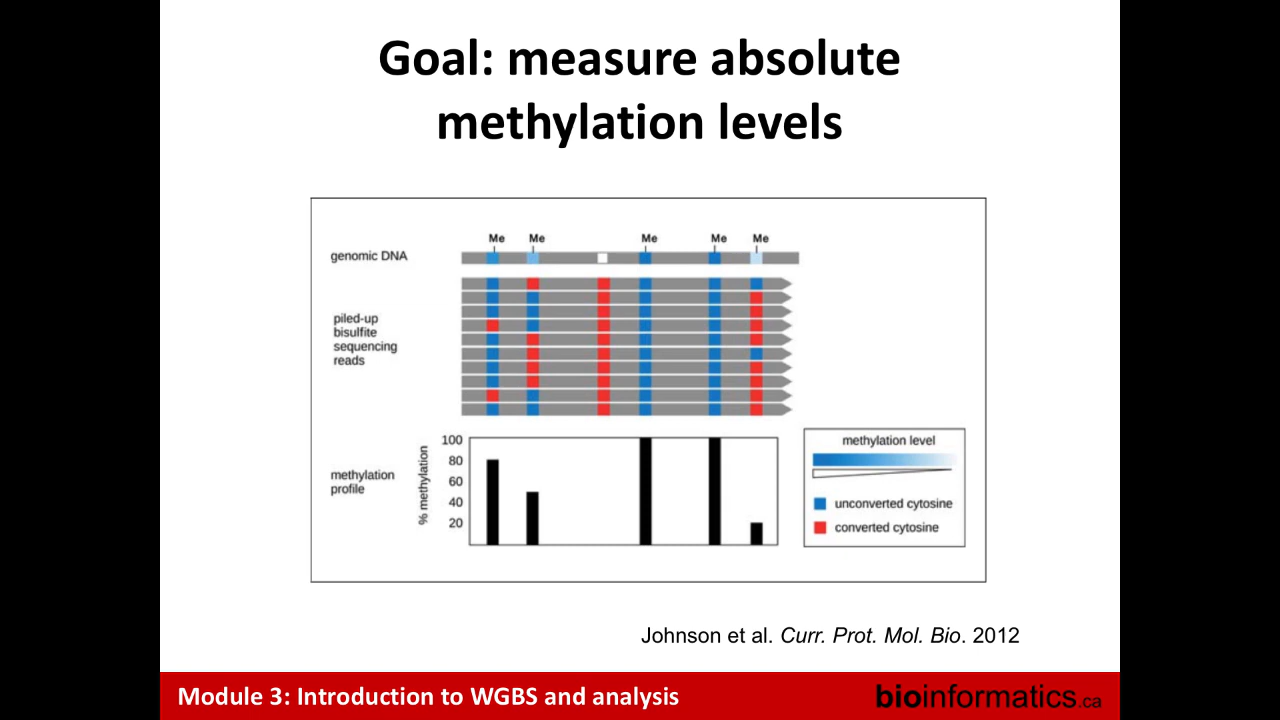 Goal: measure absolute
methylation levels
Me Me Me Me Me
genomic DNA
piled-up
bisulfite
sequencing
reads
methylation
profile
% methylation
100
80
60
40
20
methylation level
unconverted cytosine
converted cytosine
Johnson et al. Curr. Prot. Mol. Bio. 2012
Module 3: Introduction to WGBS and analysis
bioinformatics.ca